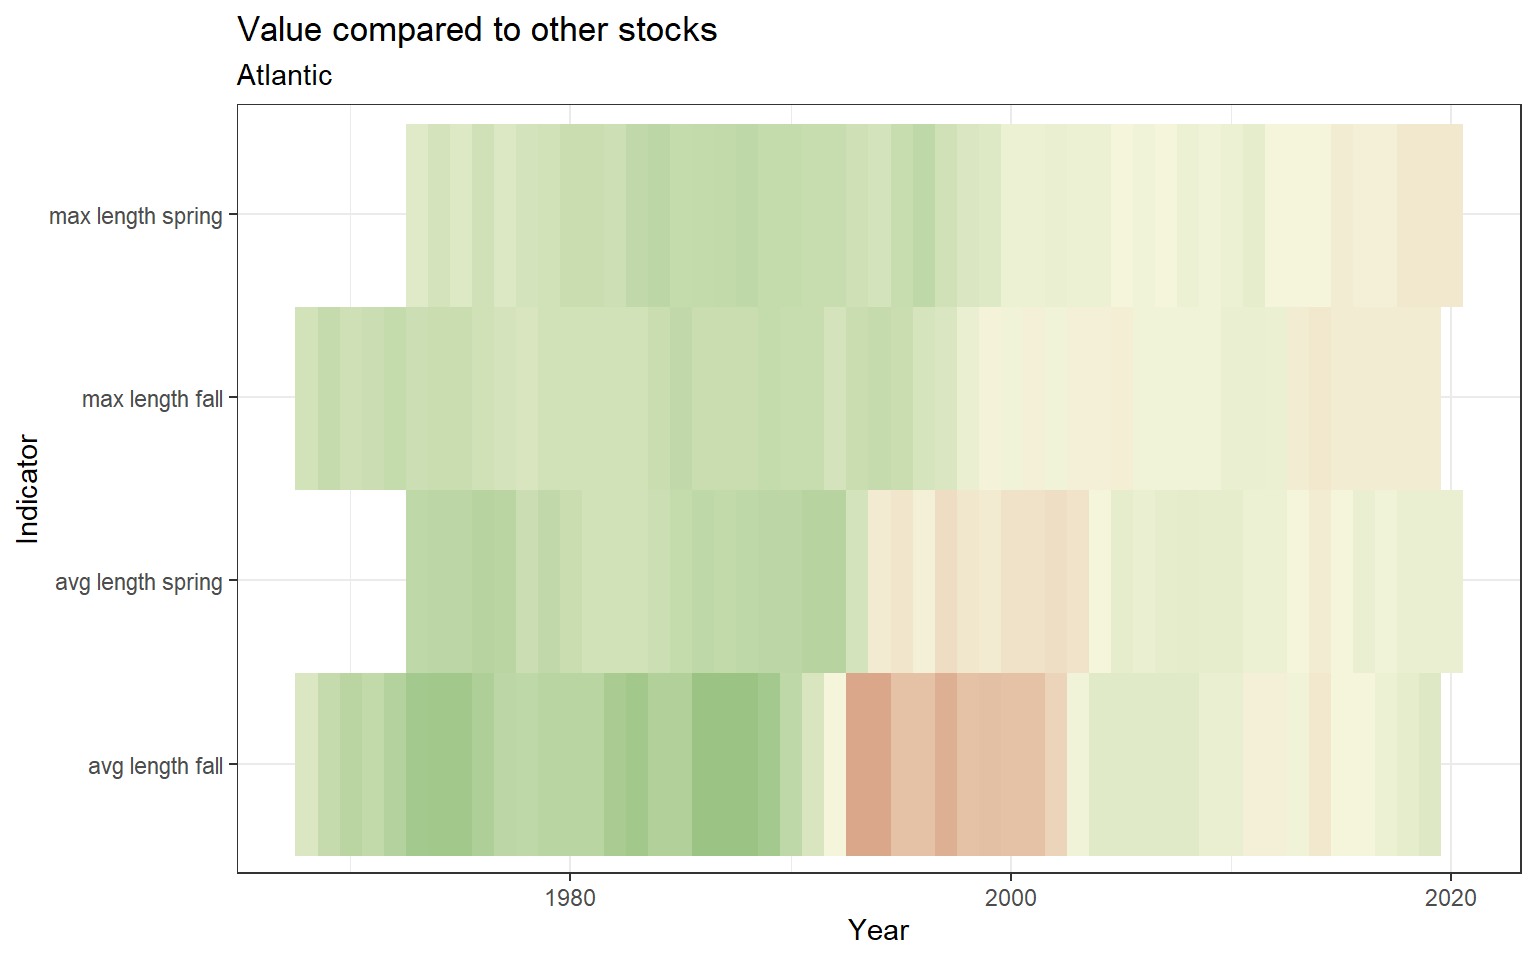 Value compared to other stocks
Atlantic
max length spring
max length fall
avg length spring
avg length fall
Indicator
1980
2000
2020
Year